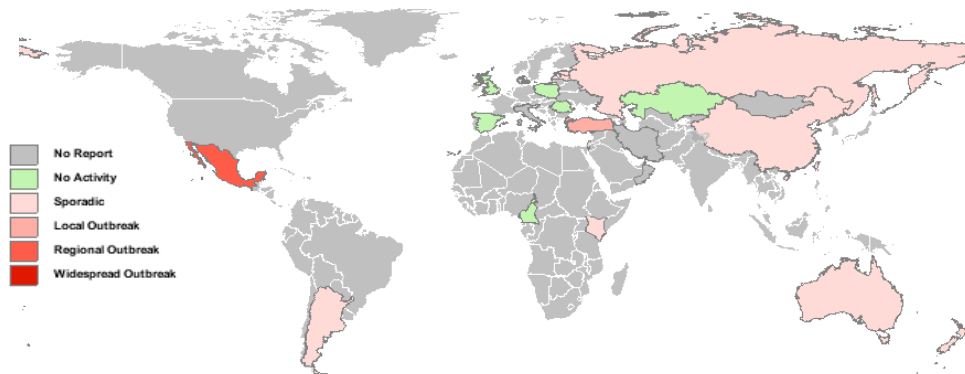 No Report
No Activity
Sporadic
Local Outbreak
Regional Outbreak
Widespread Outbreak